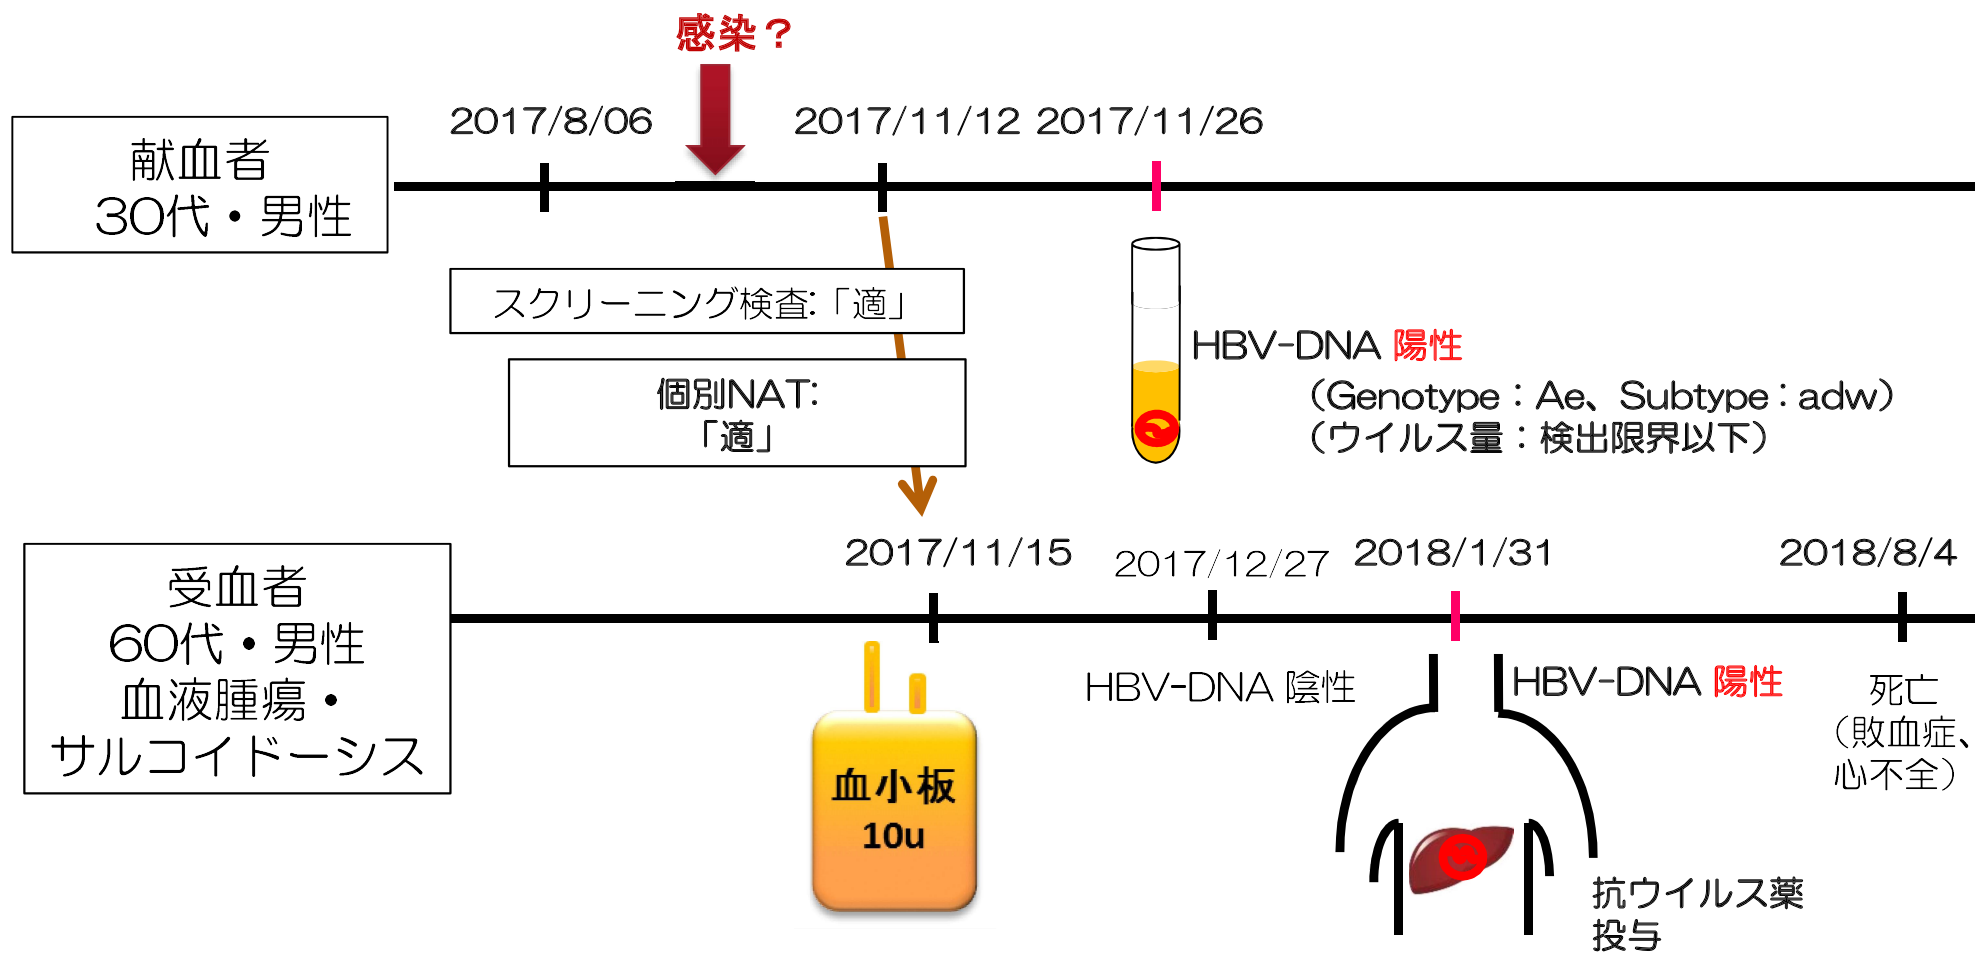 感染？
2017/8/06
2017/11/12
2017/11/26
献血者
30代・男性
スクリーニング検査:「適」
個別NAT:
「適」
HBV-DNA 陽性
（Genotype：Ae、Subtype：adw）
（ウイルス量：検出限界以下）
受血者
60代・男性
血液腫瘍・
サルコイドーシス
2017/11/15
2017/12/27
2018/1/31
2018/8/4
HBV-DNA 陰性
HBV-DNA 陽性
死亡
（敗血症、
心不全）
血小板
10u
抗ウイルス薬
投与